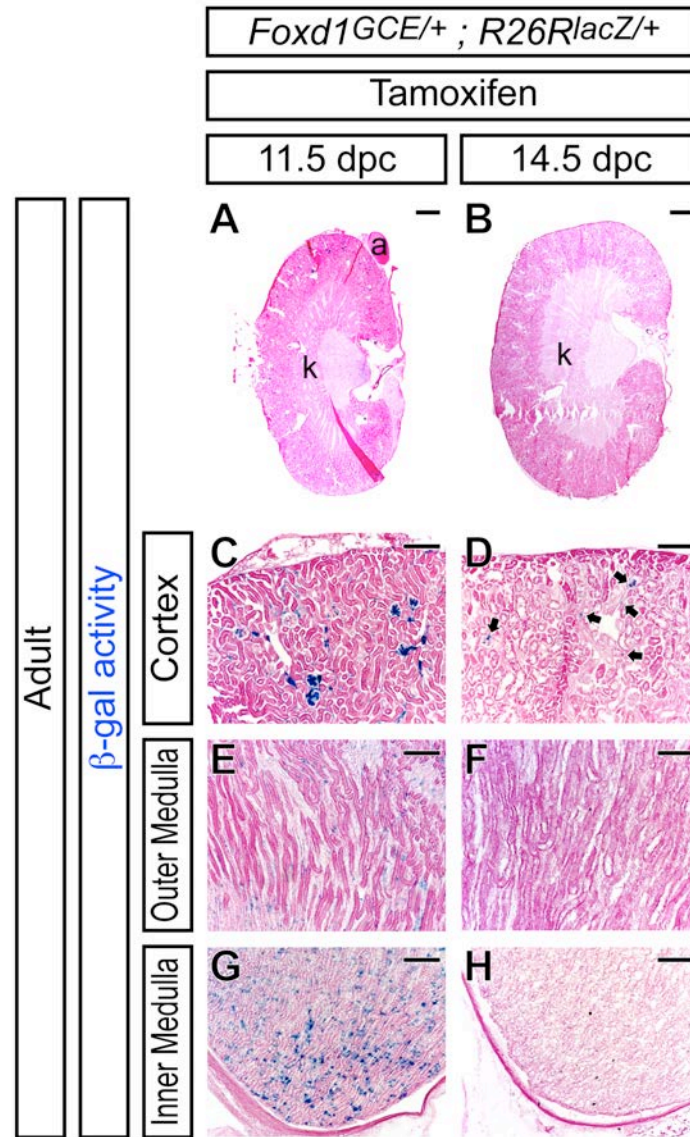 Foxd1GCE/+ ; R26RlacZ/+
Tamoxifen
11.5 dpc
14.5 dpc
A
a
k
B
k
Adult
β-gal activity
Cortex
C
D
Outer Medulla
E
F
Inner Medulla
G
H